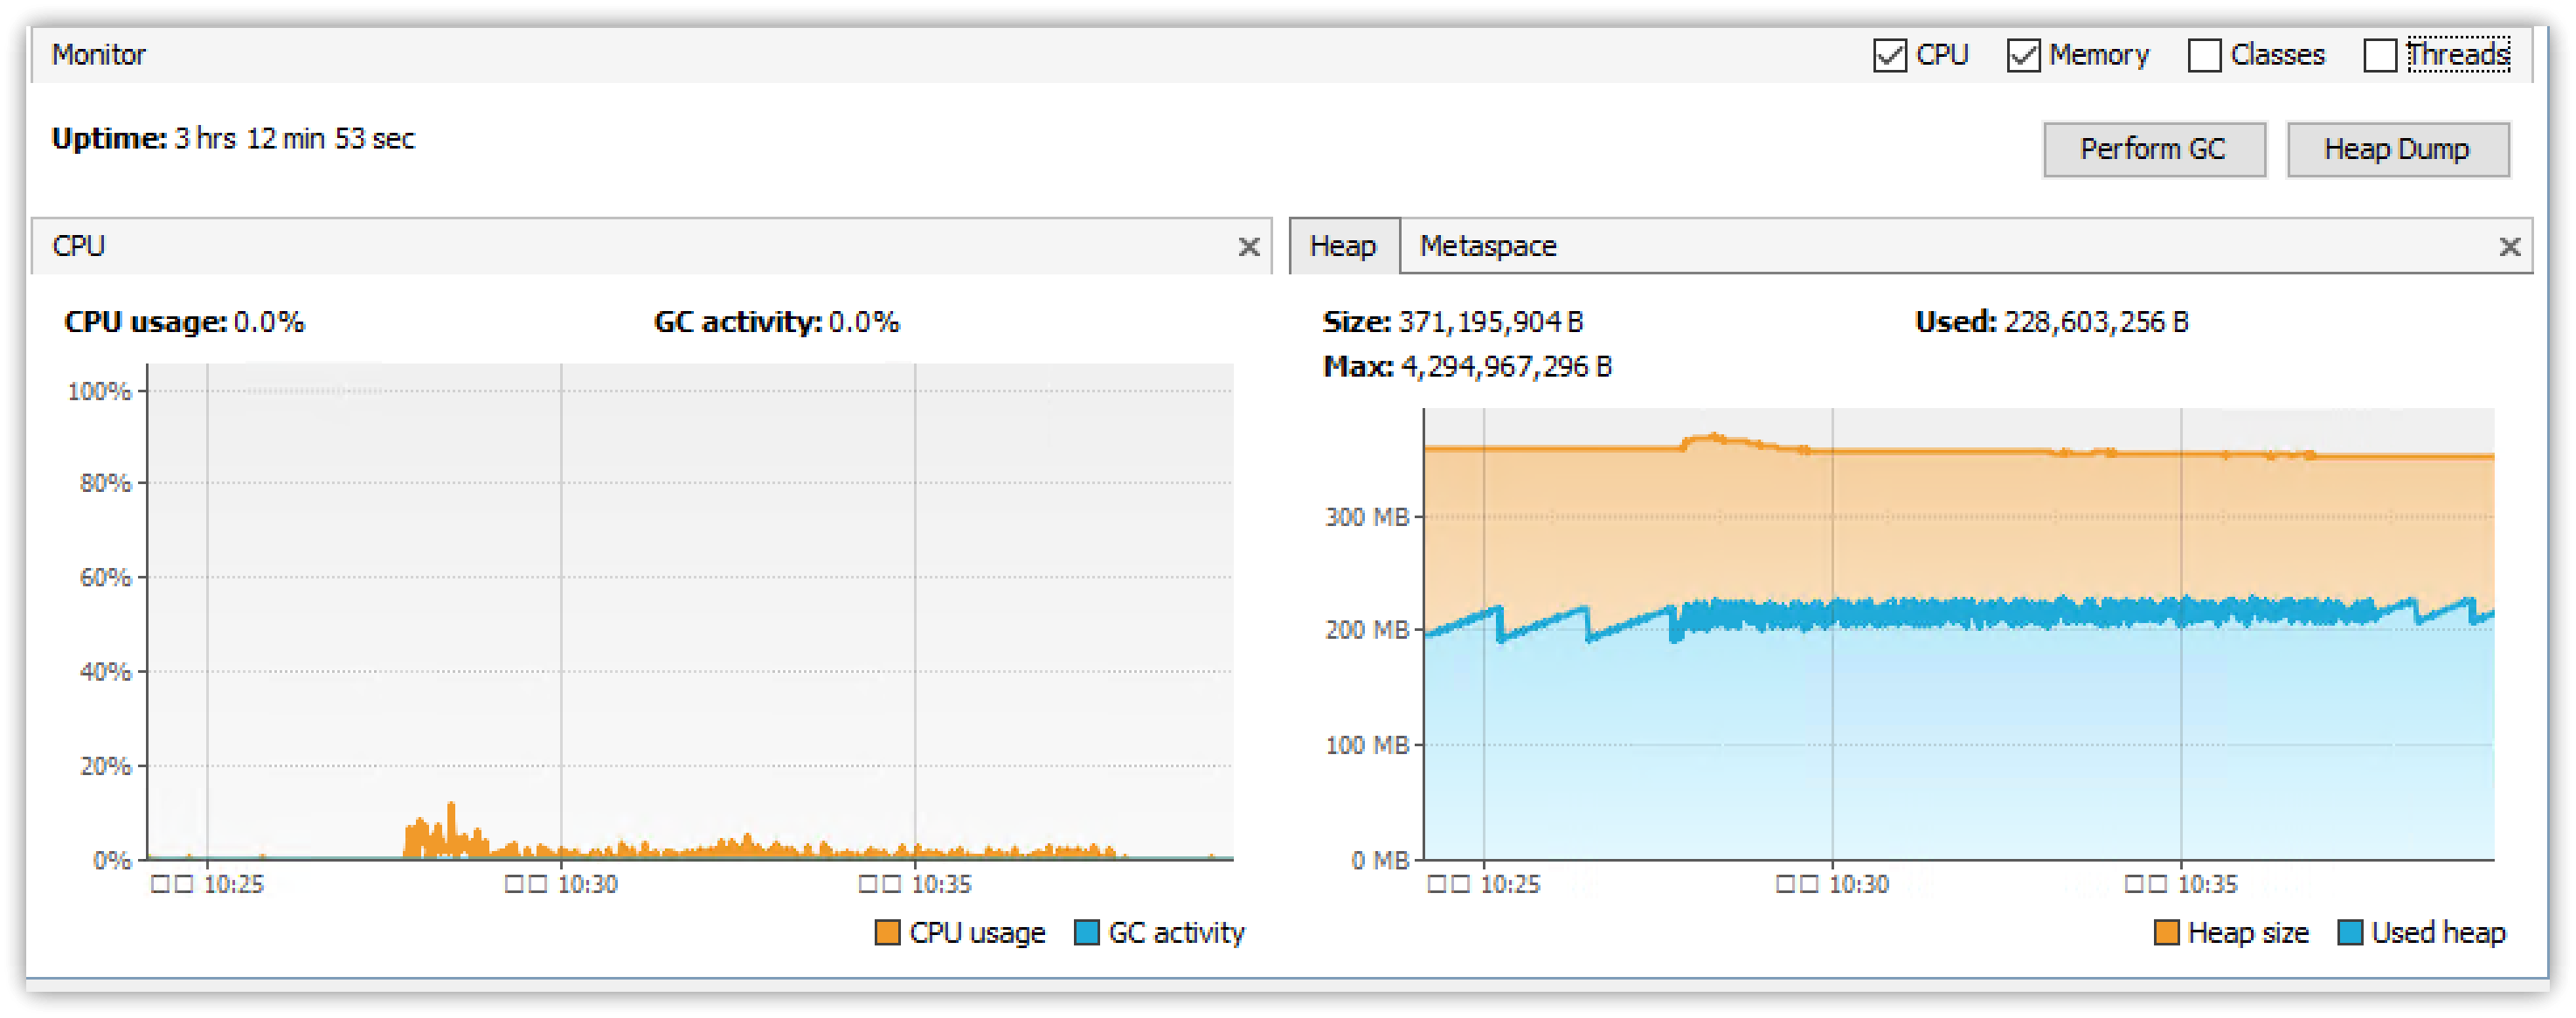 Monitor
CPU Memory Classes Threads
Uptime: 3 hrs 12 min 53 sec
Perform GC Heap Dump
CPU
CPU usage: 0.0% GC activity: 0.0%
100%
80%
60%
40%
20%
0%
10:25 10:30 10:35
CPU usage GC activity
Heap Metaspace
Size: 371,195,904 B Used: 228,603,256 B
Max: 4,294,967,296 B
300 MB
200 MB
100 MB
0 MB
10:25 10:30 10:35
Heap size Used heap